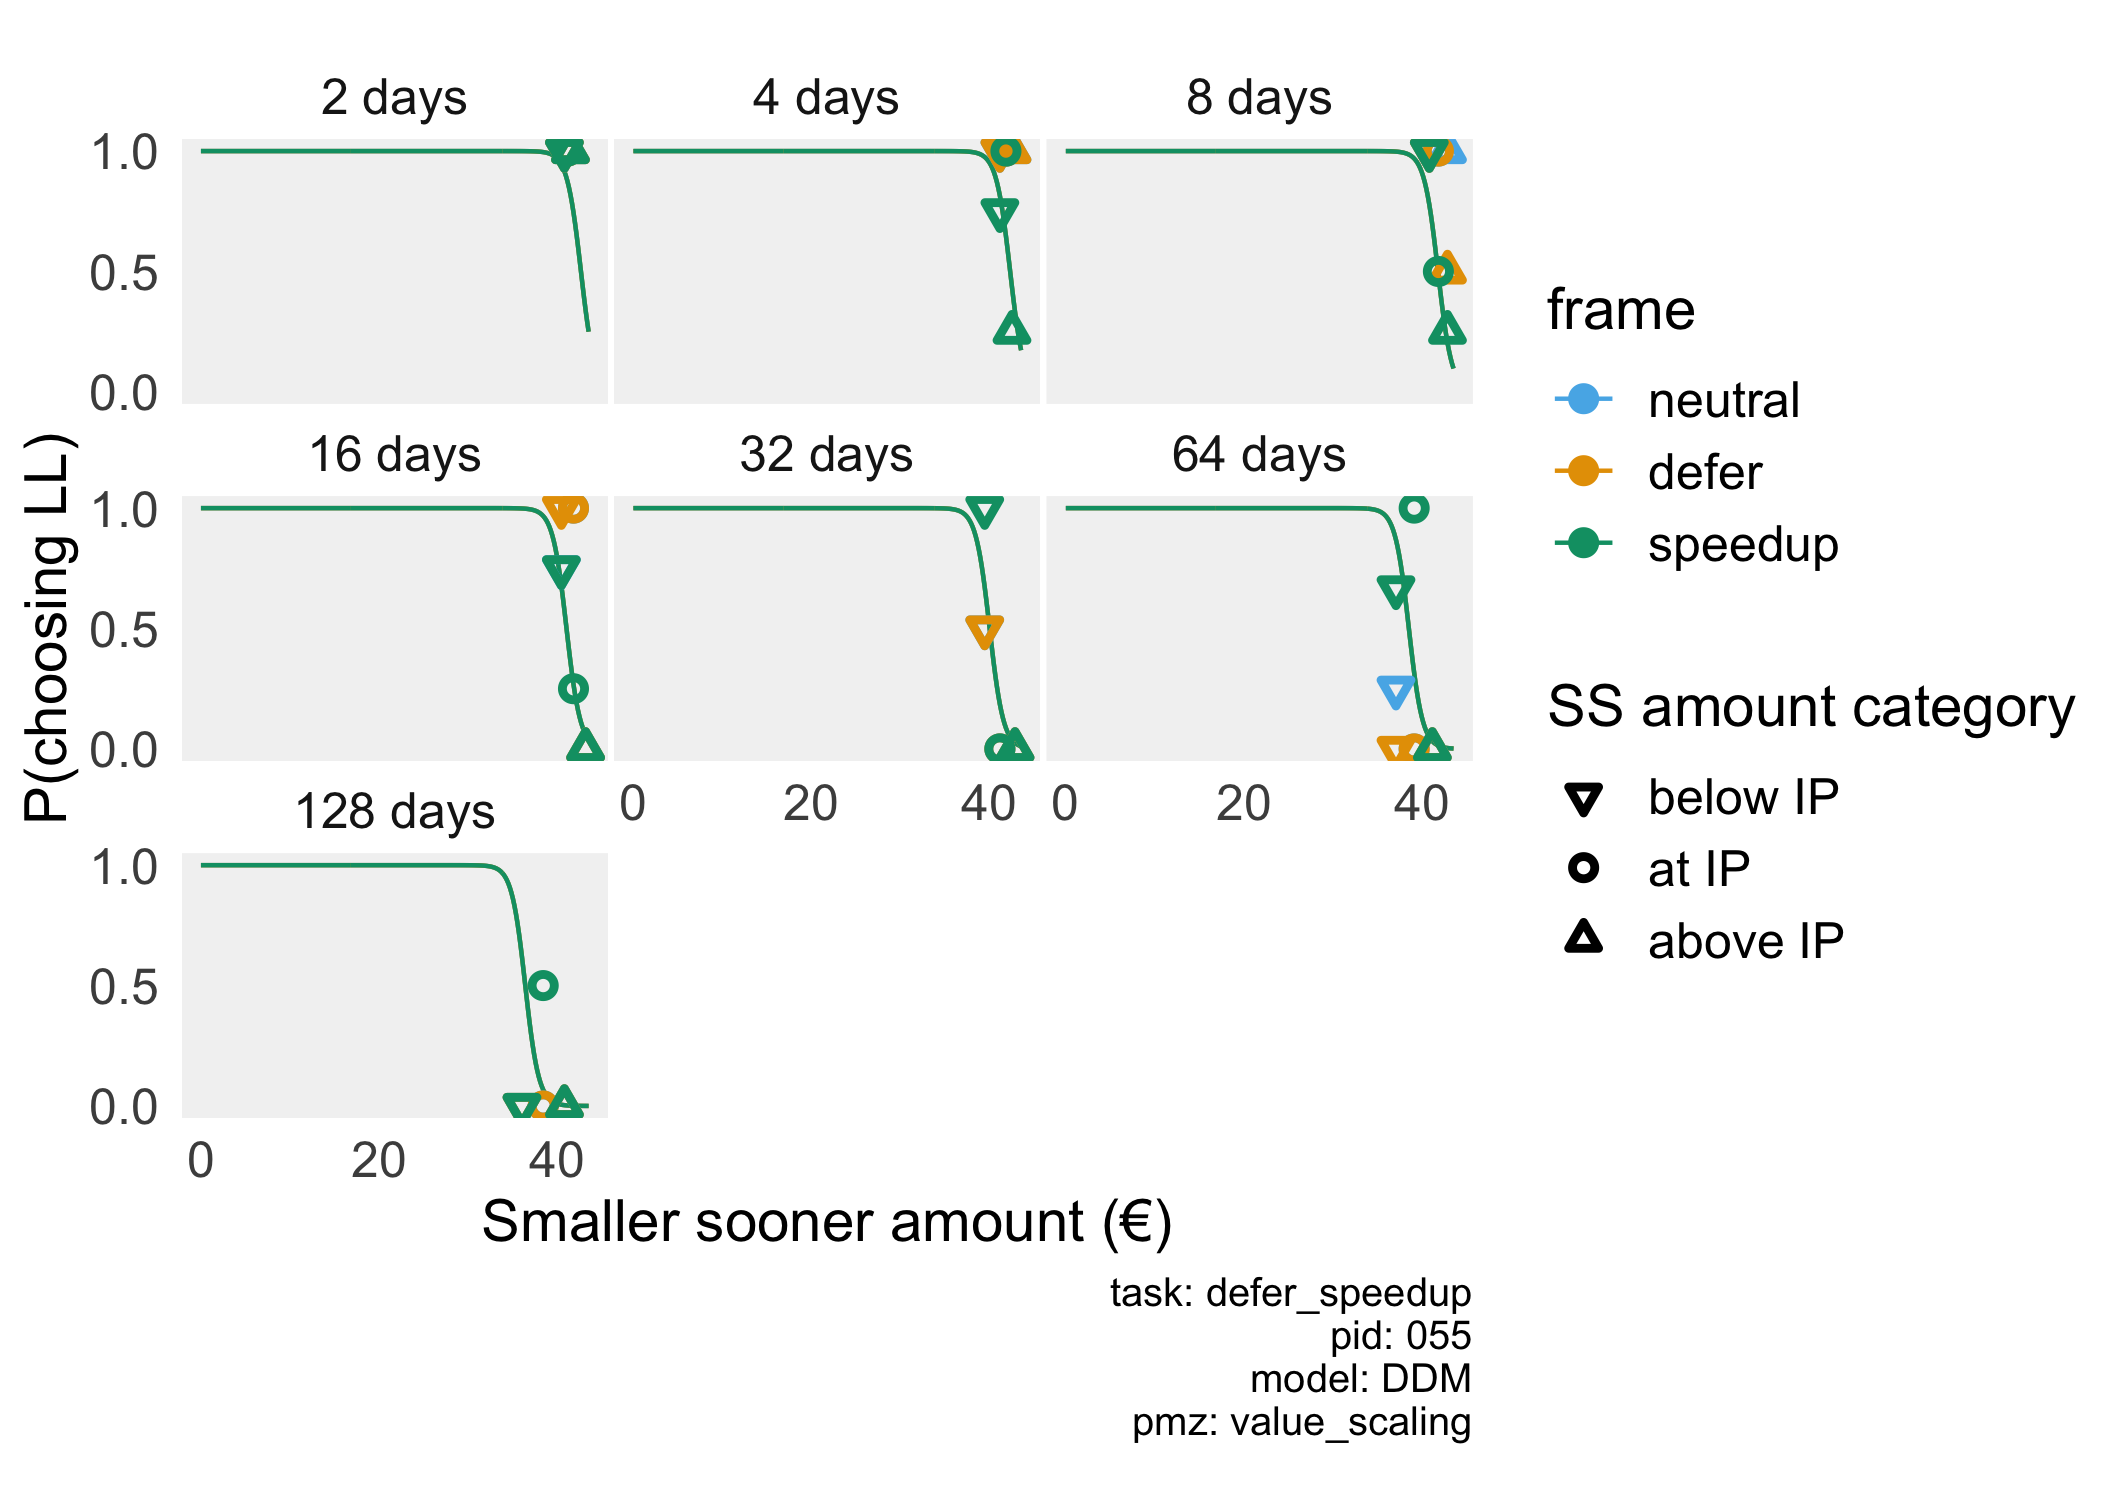 2 days
4 days
8 days
1.0
0.5
0.0
16 days
32 days
64 days
1.0
0.5
0.0
0
20
40
0
20
40
128 days
1.0
0.5
0.0
0
20
40
P(choosing LL)
Smaller sooner amount (€)
frame
neutral
defer
speedup
SS amount category
below IP
at IP
above IP
task: defer_speedup
pid: 055
model: DDM
pmz: value_scaling